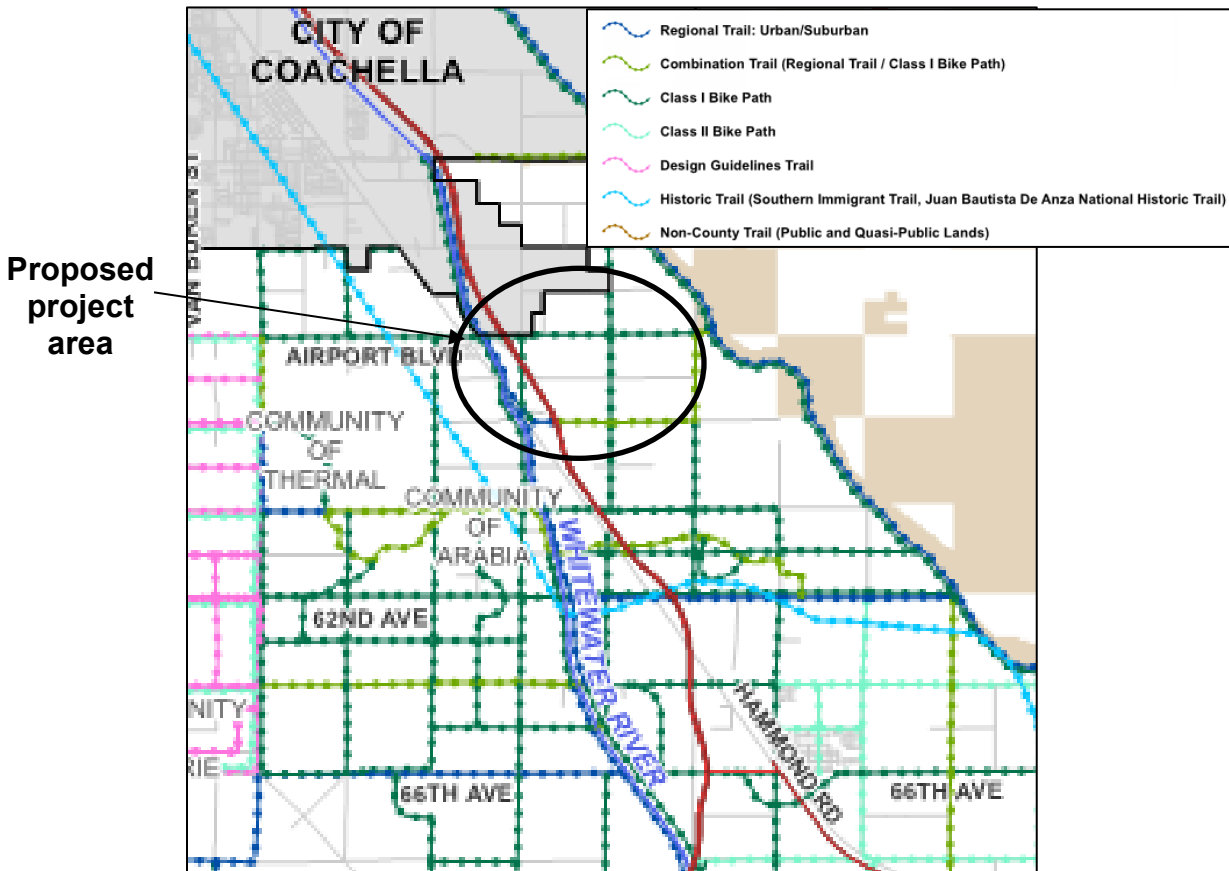 CITY OF
COACHELLA
Regional Trail: Urban/Suburban
Combination Trail (Regional Trail / Class I Bike Path)
Class I Bike Path
Class II Bike Path
Design Guidelines Trail
Historic Trail (Southern Immigrant Trail, Juan Bautista De Anza National Historic Trail)
Non-County Trail (Public and Quasi-Public Lands)
Proposed
project
area
VAN BUREN ST
AIRPORT BLVD
COMMUNITY
OF
THERMAL
COMMUNITY
OF
ARABIA
WHITEWATER RIVER
62ND AVE
HAMMOND RD
NITY
RIE
66TH AVE
66TH AVE